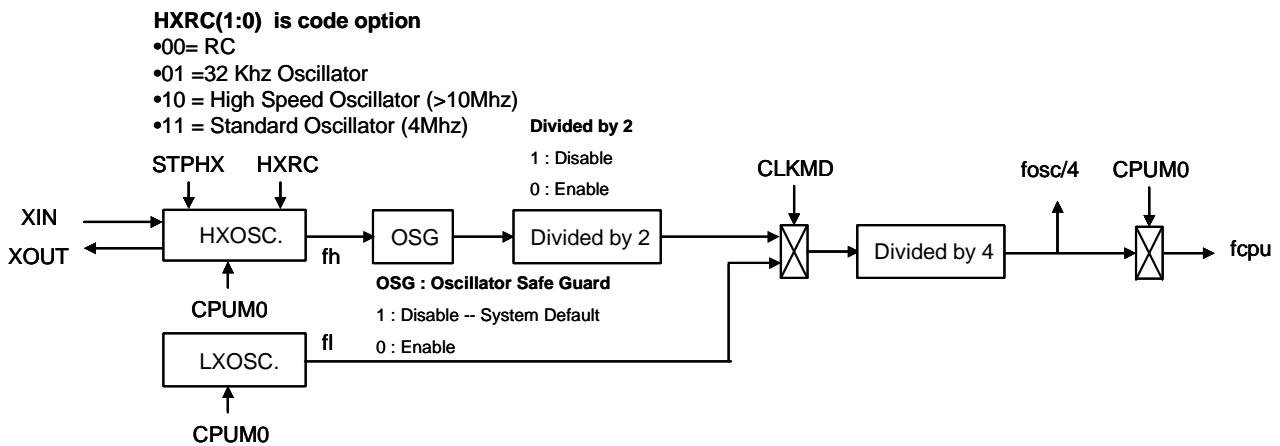 HXRC(1:0) is code option
•00= RC
•01 =32 Khz Oscillator
•10 = High Speed Oscillator (>10Mhz)
•11 = Standard Oscillator (4Mhz)
Divided by 2
1 : Disable
0 : Enable
STPHX HXRC
CLKMD
fosc/4
CPUM0
XIN
XOUT
HXOSC.
fh
OSG
Divided by 2
Divided by 4
fcpu
CPUM0
OSG : Oscillator Safe Guard
1 : Disable -- System Default
0 : Enable
LXOSC.
fl
CPUM0